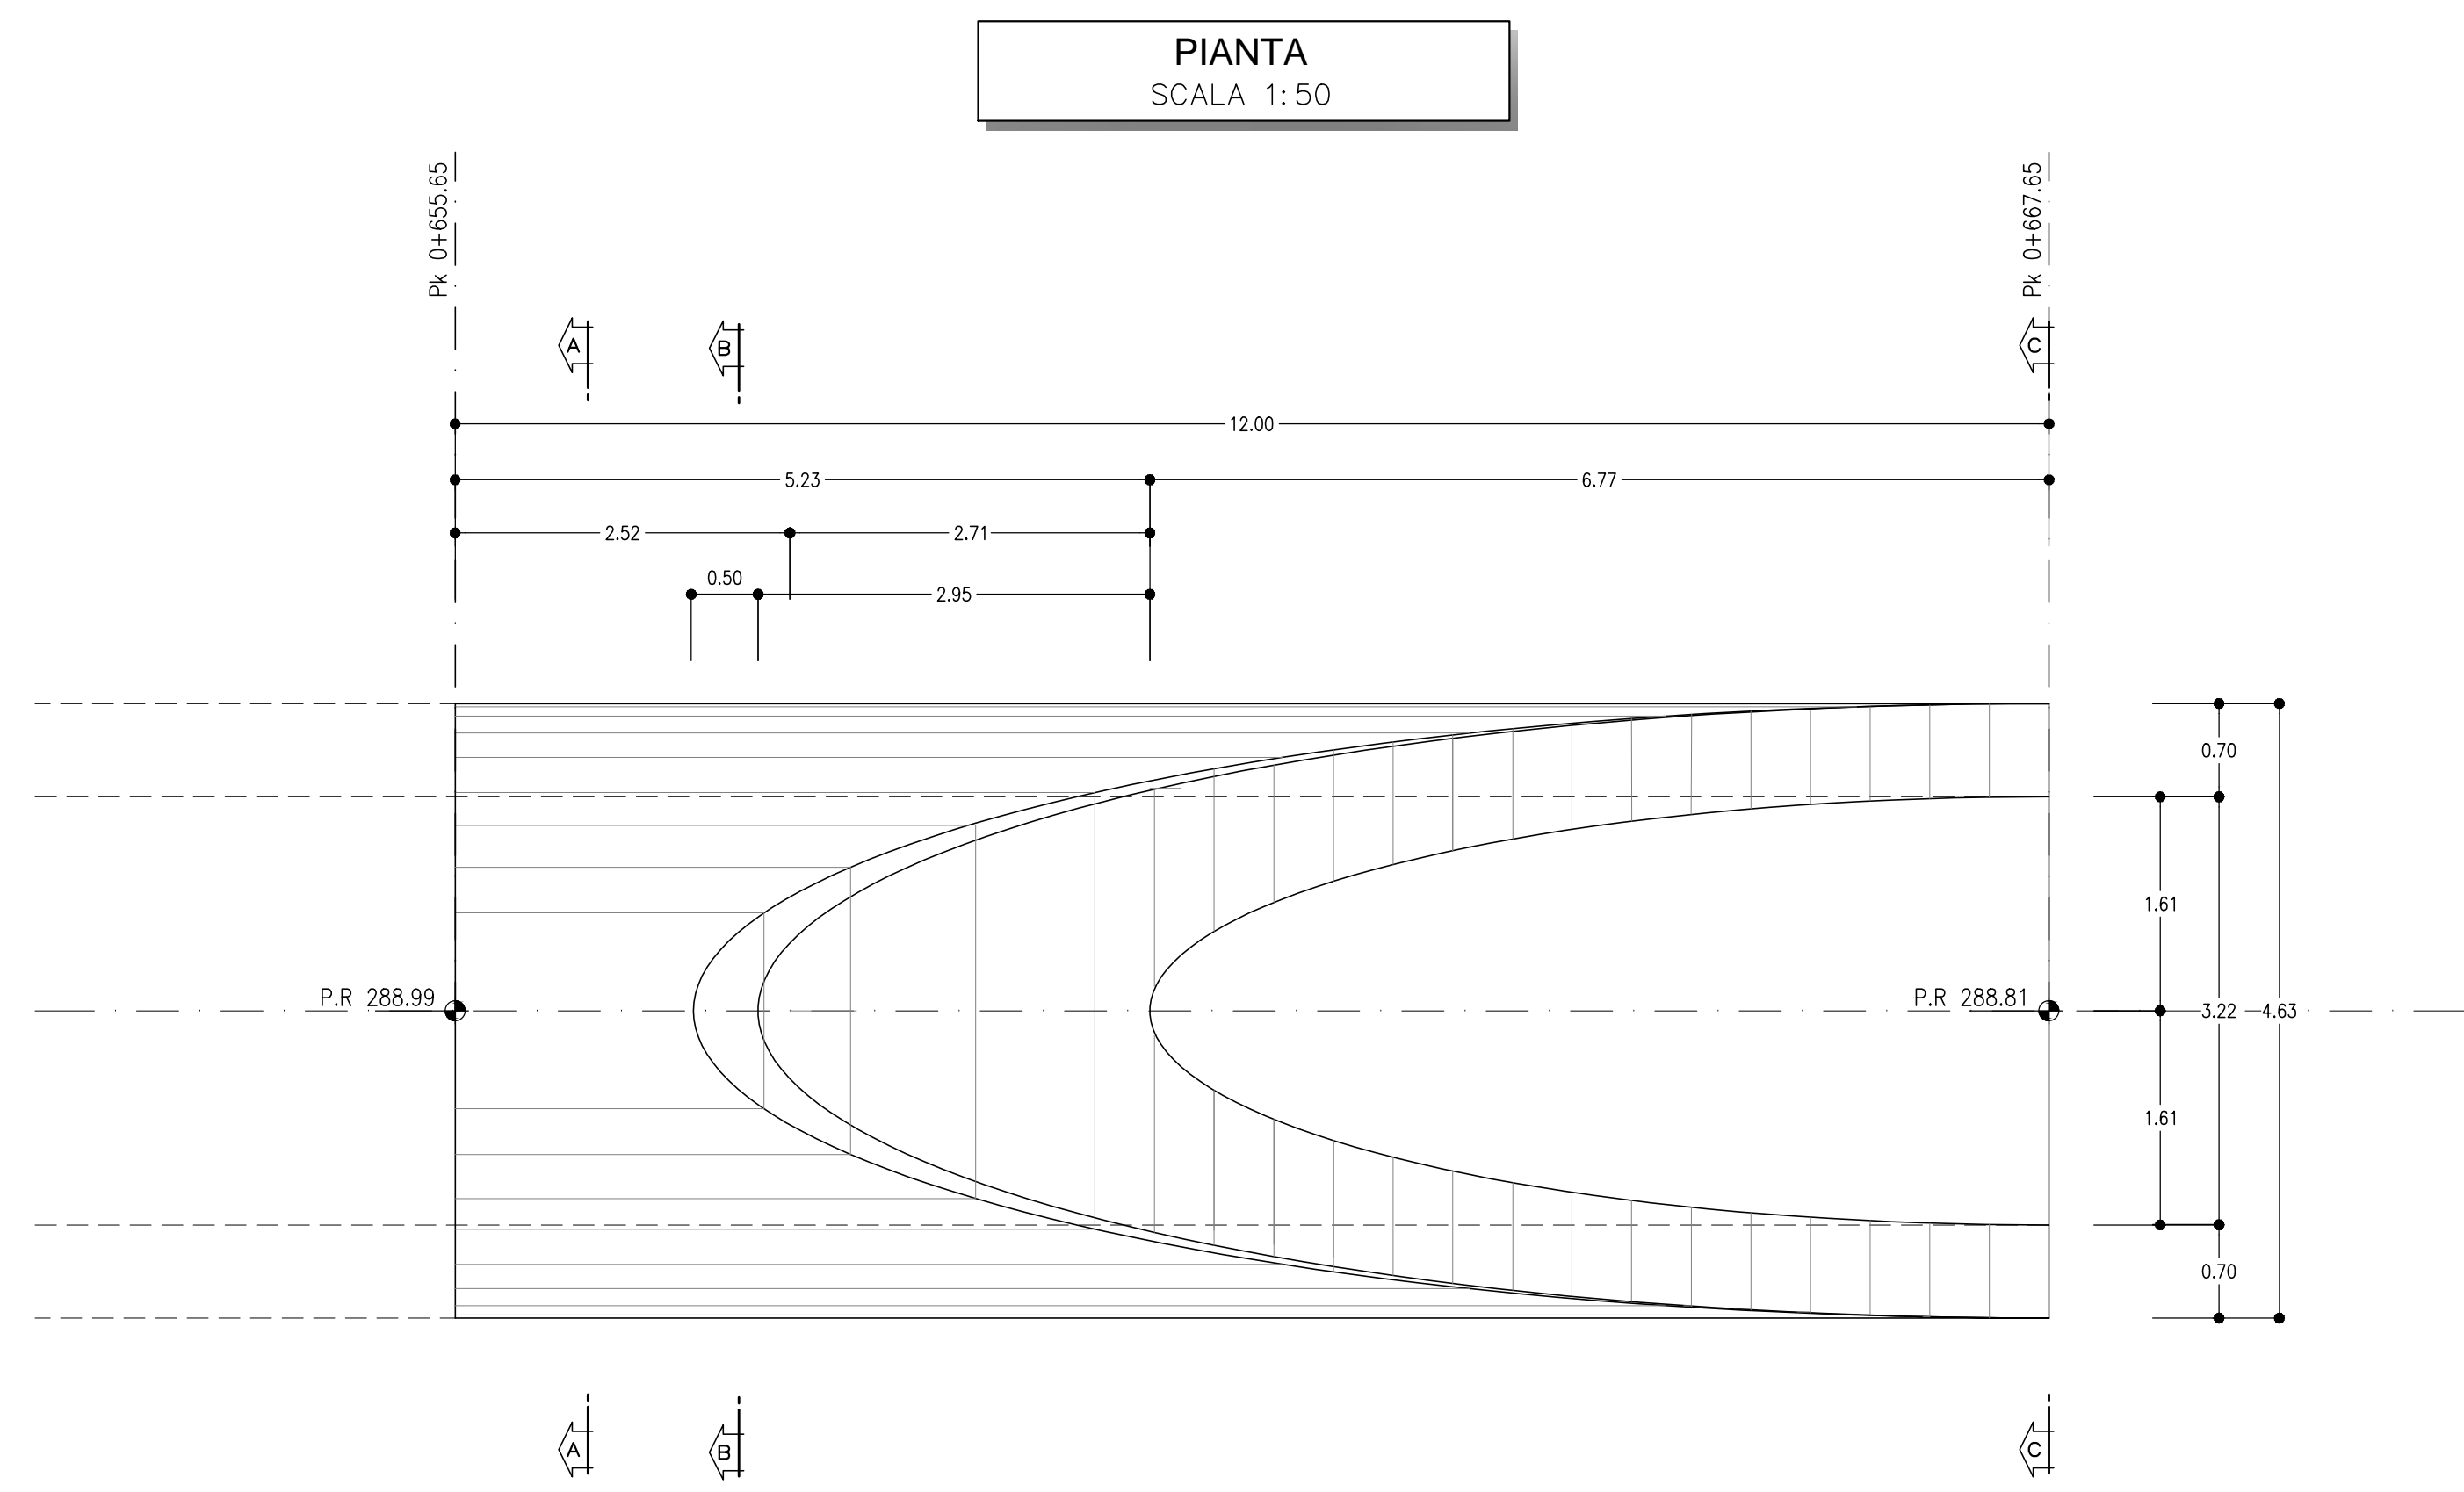 PIANTA
SCALA 1:50
Pk 0+655.65
Pk 0+667.65
A
B
C
12.00
5.23
6.77
2.52
2.71
0.50
2.95
0.70
1.61
P.R 288.99
P.R 288.81
3.22
4.63
1.61
0.70
A
B
C